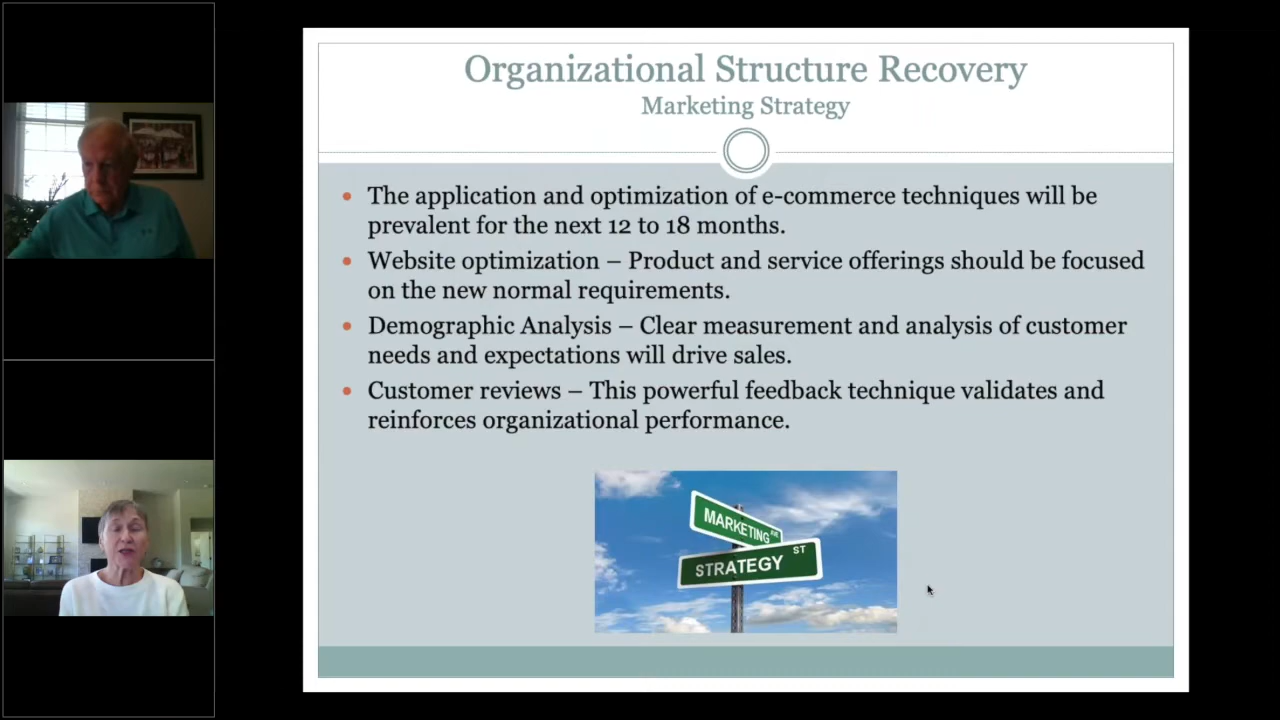 Organizational Structure Recovery
Marketing Strategy
• The application and optimization of e-commerce techniques will be
prevalent for the next 12 to 18 months.
• Website optimization – Product and service offerings should be focused
on the new normal requirements.
• Demographic Analysis – Clear measurement and analysis of customer
needs and expectations will drive sales.
• Customer reviews – This powerful feedback technique validates and
reinforces organizational performance.
MARKETING AVE
STRATEGY ST